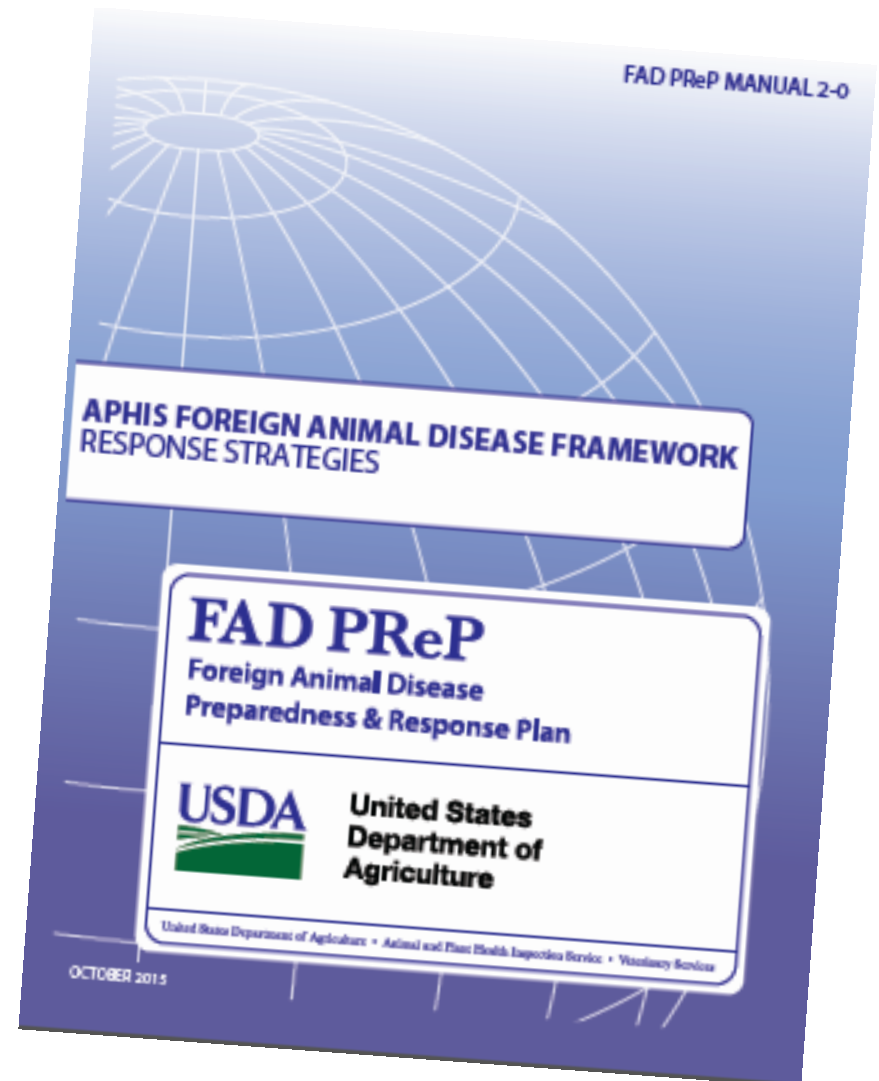 FAD PReP MANUAL 2-0
APHIS FOREIGN ANIMAL DISEASE FRAMEWORK
RESPONSE STRATEGIES
FAD PReP
Foreign Animal Disease
Preparedness & Response Plan
USDA
United States
Department of
Agriculture
United States Department of Agriculture • Animal and Plant Health Inspection Service • Veterinary Services
OCTOBER 2015